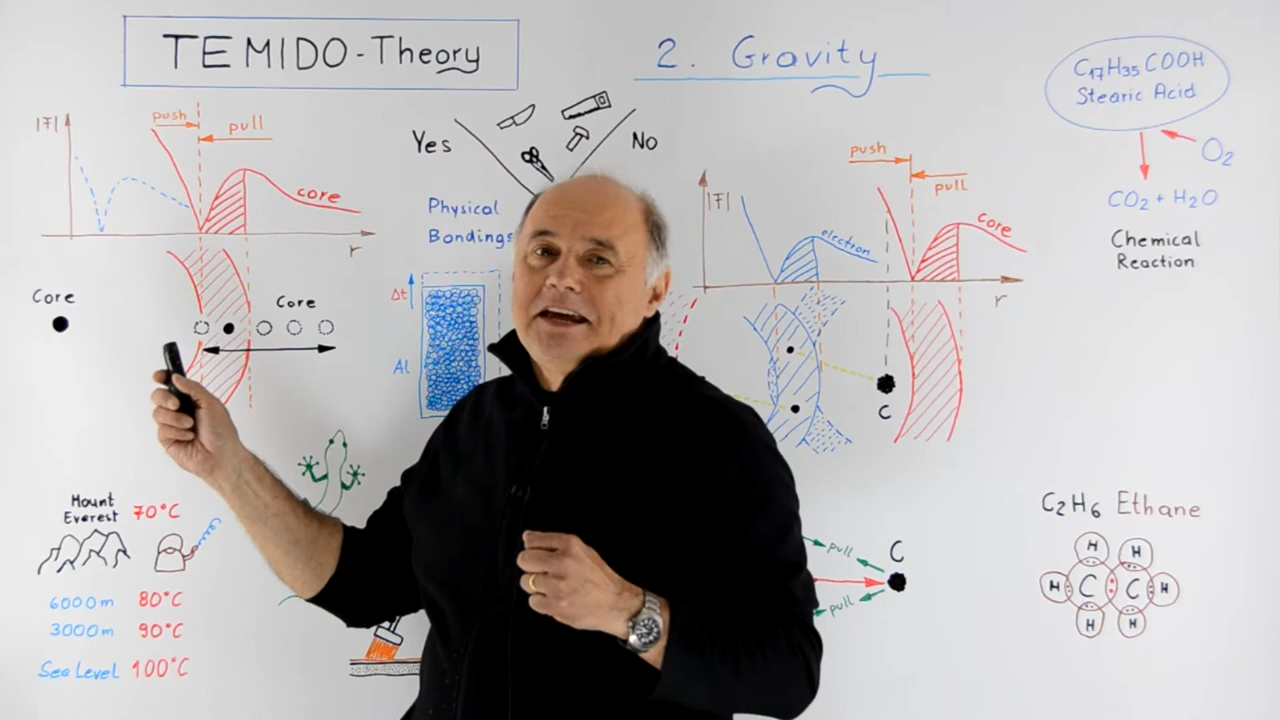 TEMIDO-Theory
2. Gravity
C17H35COOH
Stearic Acid
O2
CO2 + H2O
Chemical
Reaction
|F|
push
pull
core
r
Yes
No
Physical
Bondings
Δt
Al
Core
Core
push
pull
|F|
electron
core
r
C
Mount
Everest 70°C
6000m 80°C
3000m 90°C
Sea Level 100°C
pull
pull
C
C2H6 Ethane
H H
H C C H
H H